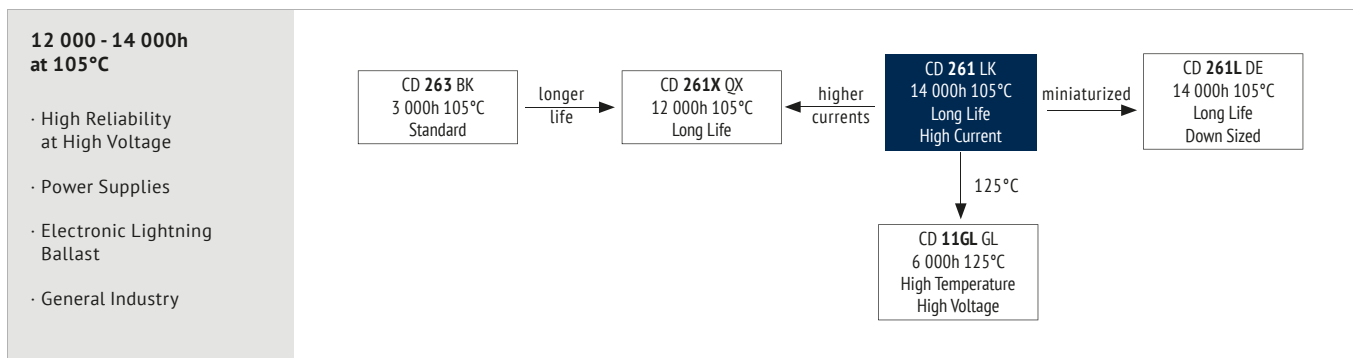 12 000 - 14 000h
at 105°C
· High Reliability
at High Voltage
· Power Supplies
· Electronic Lightning
Ballast
· General Industry
CD 263 BK
3 000h 105°C
Standard
longer
life
CD 261X QX
12 000h 105°C
Long Life
higher
currents
CD 261 LK
14 000h 105°C
Long Life
High Current
miniaturized
CD 261L DE
14 000h 105°C
Long Life
Down Sized
125°C
CD 11GL GL
6 000h 125°C
High Temperature
High Voltage